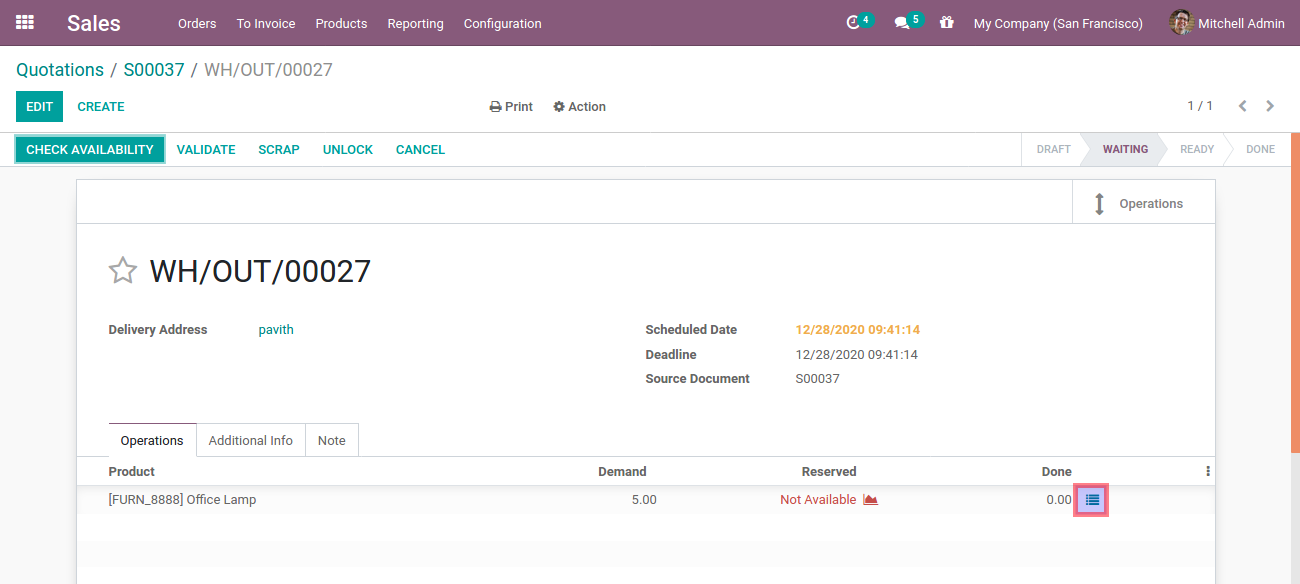 Sales Orders To Invoice Products Reporting Configuration 4 5 My Company (San Francisco) Mitchell Admin
Quotations / S00037 / WH/OUT/00027
EDIT CREATE Print Action 1 / 1
CHECK AVAILABILITY VALIDATE SCRAP UNLOCK CANCEL DRAFT WAITING READY DONE
Operations
WH/OUT/00027
Delivery Address pavith Scheduled Date 12/28/2020 09:41:14
Deadline 12/28/2020 09:41:14
Source Document S00037
Operations Additional Info Note
Product Demand Reserved Done
[FURN_8888] Office Lamp 5.00 Not Available 0.00